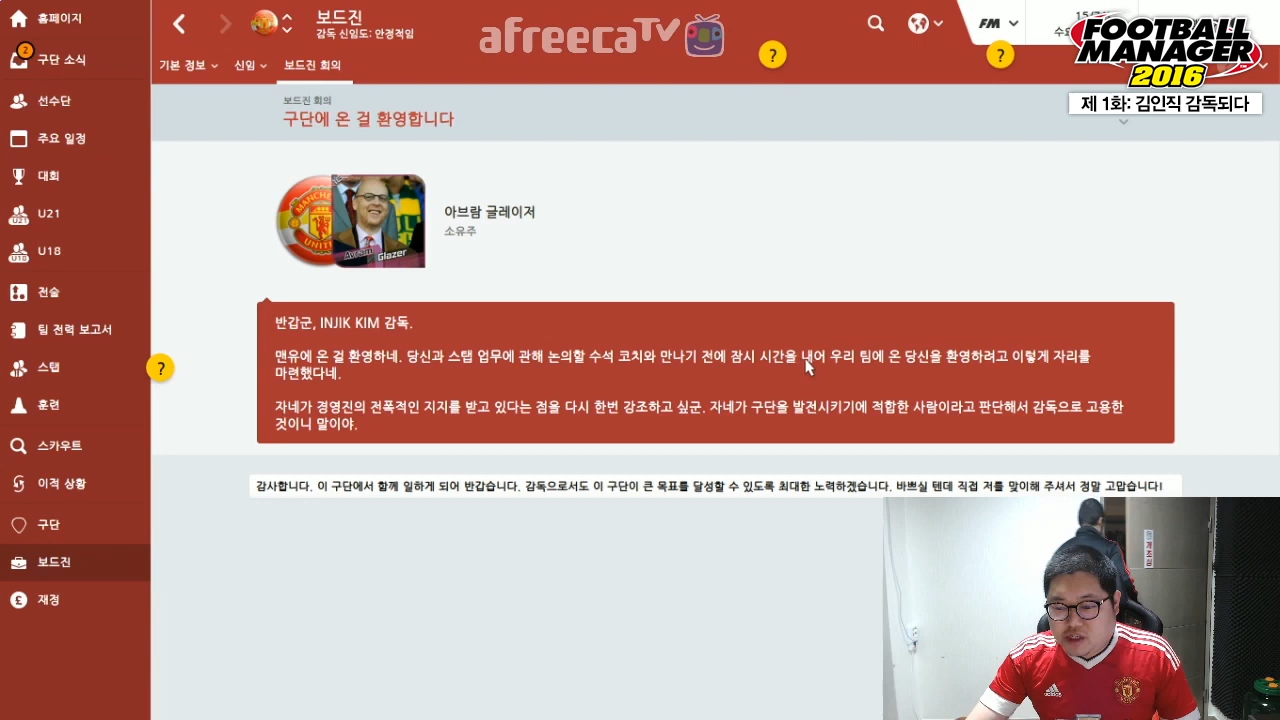 홈페이지
2
구단 소식
선수단
주요 일정
대회
U21
U21
U18
U18
전술
팀 전력 보고서
스탭
훈련
스카우트
이적 상황
구단
보드진
재정
보드진
감독 신임도: 안정적임
afreecaTV
FM
FOOTBALL
MANAGER
2016
제 1화: 김인직 감독되다
기본 정보
신임
보드진 회의
?
?
?
보드진 회의
구단에 온 걸 환영합니다
Avram Glazer
아브람 글레이저
소유주
반갑군, INJIK KIM 감독.
맨유에 온 걸 환영하네. 당신과 스탭 업무에 관해 논의할 수석 코치와 만나기 전에 잠시 시간을 내어 우리 팀에 온 당신을 환영하려고 이렇게 자리를
마련했다네.
자네가 경영진의 전폭적인 지지를 받고 있다는 점을 다시 한번 강조하고 싶군. 자네가 구단을 발전시키기에 적합한 사람이라고 판단해서 감독으로 고용한
것이니 말이야.
감사합니다. 이 구단에서 함께 일하게 되어 반갑습니다. 감독으로서도 이 구단이 큰 목표를 달성할 수 있도록 최대한 노력하겠습니다. 바쁘실 텐데 직접 저를 맞이해 주셔서 정말 고맙습니다!
adidas